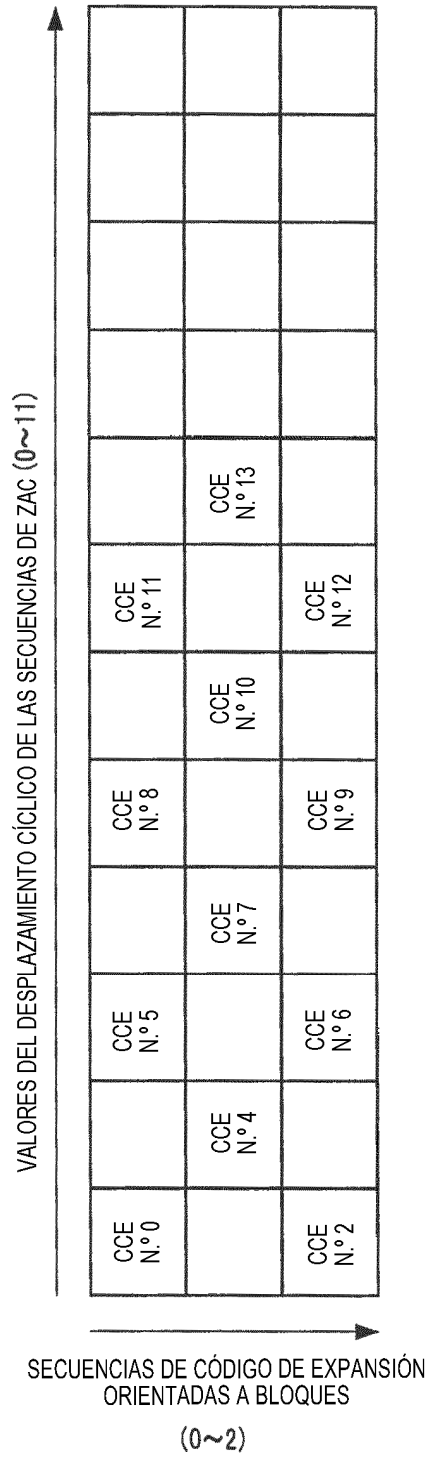 VALORES DEL DESPLAZAMIENTO CÍCLICO DE LAS SECUENCIAS DE ZAC (0~11)
CCE
N.º 0
CCE
N.º 5
CCE
N.º 8
CCE
N.º 11
CCE
N.º 4
CCE
N.º 7
CCE
N.º 10
CCE
N.º 13
CCE
N.º 2
CCE
N.º 6
CCE
N.º 9
CCE
N.º 12
SECUENCIAS DE CÓDIGO DE EXPANSIÓN
ORIENTADAS A BLOQUES
(0~2)